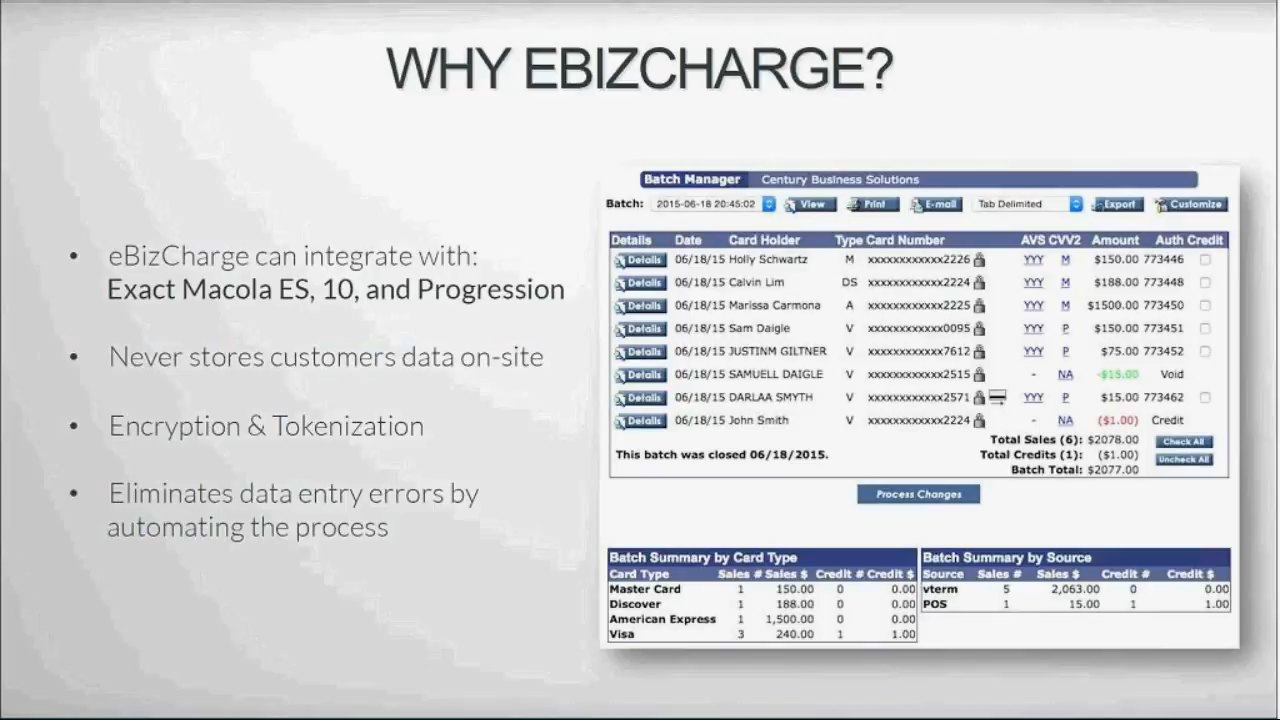 WHY EBIZCHARGE?
• eBizCharge can integrate with:
Exact Macola ES, 10, and Progression
• Never stores customers data on-site
• Encryption & Tokenization
• Eliminates data entry errors by
automating the process
Batch Manager Century Business Solutions
Batch: 2015-06-18 20:45:02 View Print E-mail Tab Delimited Export Customize
Details Date Card Holder Type Card Number AVS CVV2 Amount Auth Credit
Details 06/18/15 Holly Schwartz M xxxxxxxxxxxx2226 YYY M $150.00 773446
Details 06/18/15 Calvin Lim DS xxxxxxxxxxxx2224 YYY M $188.00 773448
Details 06/18/15 Marissa Carmona A xxxxxxxxxxxx2225 YYY M $1500.00 773450
Details 06/18/15 Sam Daigle V xxxxxxxxxxxx0095 YYY P $150.00 773451
Details 06/18/15 JUSTINM GILTNER V xxxxxxxxxxxx7612 YYY P $75.00 773452
Details 06/18/15 SAMUELL DAIGLE V xxxxxxxxxxxx2515 - NA -$15.00 Void
Details 06/18/15 DARLAA SMYTH V xxxxxxxxxxxx2571 YYY P $15.00 773462
Details 06/18/15 John Smith V xxxxxxxxxxxx2224 - NA ($1.00) Credit
Total Sales (6): $2078.00 Check All
This batch was closed 06/18/2015. Total Credits (1): ($1.00) Uncheck All
Batch Total: $2077.00
Process Changes
Batch Summary by Card Type
Card Type Sales # Sales $ Credit # Credit $
Master Card 1 150.00 0 0.00
Discover 1 188.00 0 0.00
American Express 1 1,500.00 0 0.00
Visa 3 240.00 1 1.00
Batch Summary by Source
Source Sales # Sales $ Credit # Credit $
vterm 5 2,063.00 0 0.00
POS 1 15.00 1 1.00